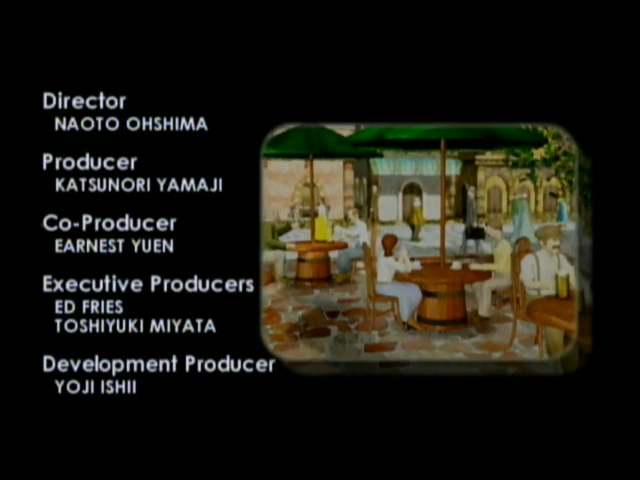 Director
NAOTO OHSHIMA
Producer
KATSUNORI YAMAJI
Co-Producer
EARNEST YUEN
Executive Producers
ED FRIES
TOSHIYUKI MIYATA
Development Producer
YOJI ISHII